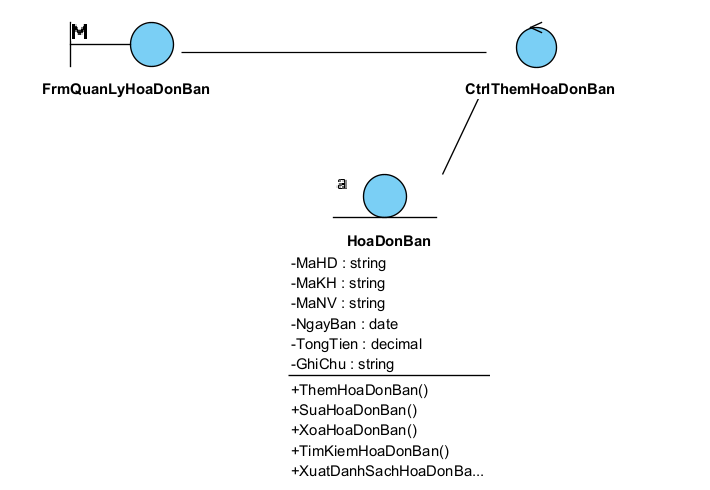 M
FrmQuanLyHoaDonBan
CtrlThemHoaDonBan
a
HoaDonBan
-MaHD : string
-MaKH : string
-MaNV : string
-NgayBan : date
-TongTien : decimal
-GhiChu : string
+ThemHoaDonBan()
+SuaHoaDonBan()
+XoaHoaDonBan()
+TimKiemHoaDonBan()
+XuatDanhSachHoaDonBa...